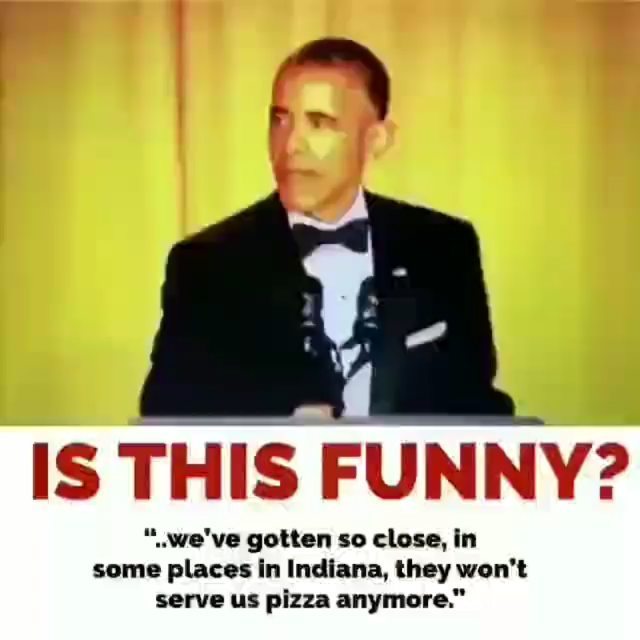 IS THIS FUNNY?
“..we’ve gotten so close, in
some places in Indiana, they won’t
serve us pizza anymore.”